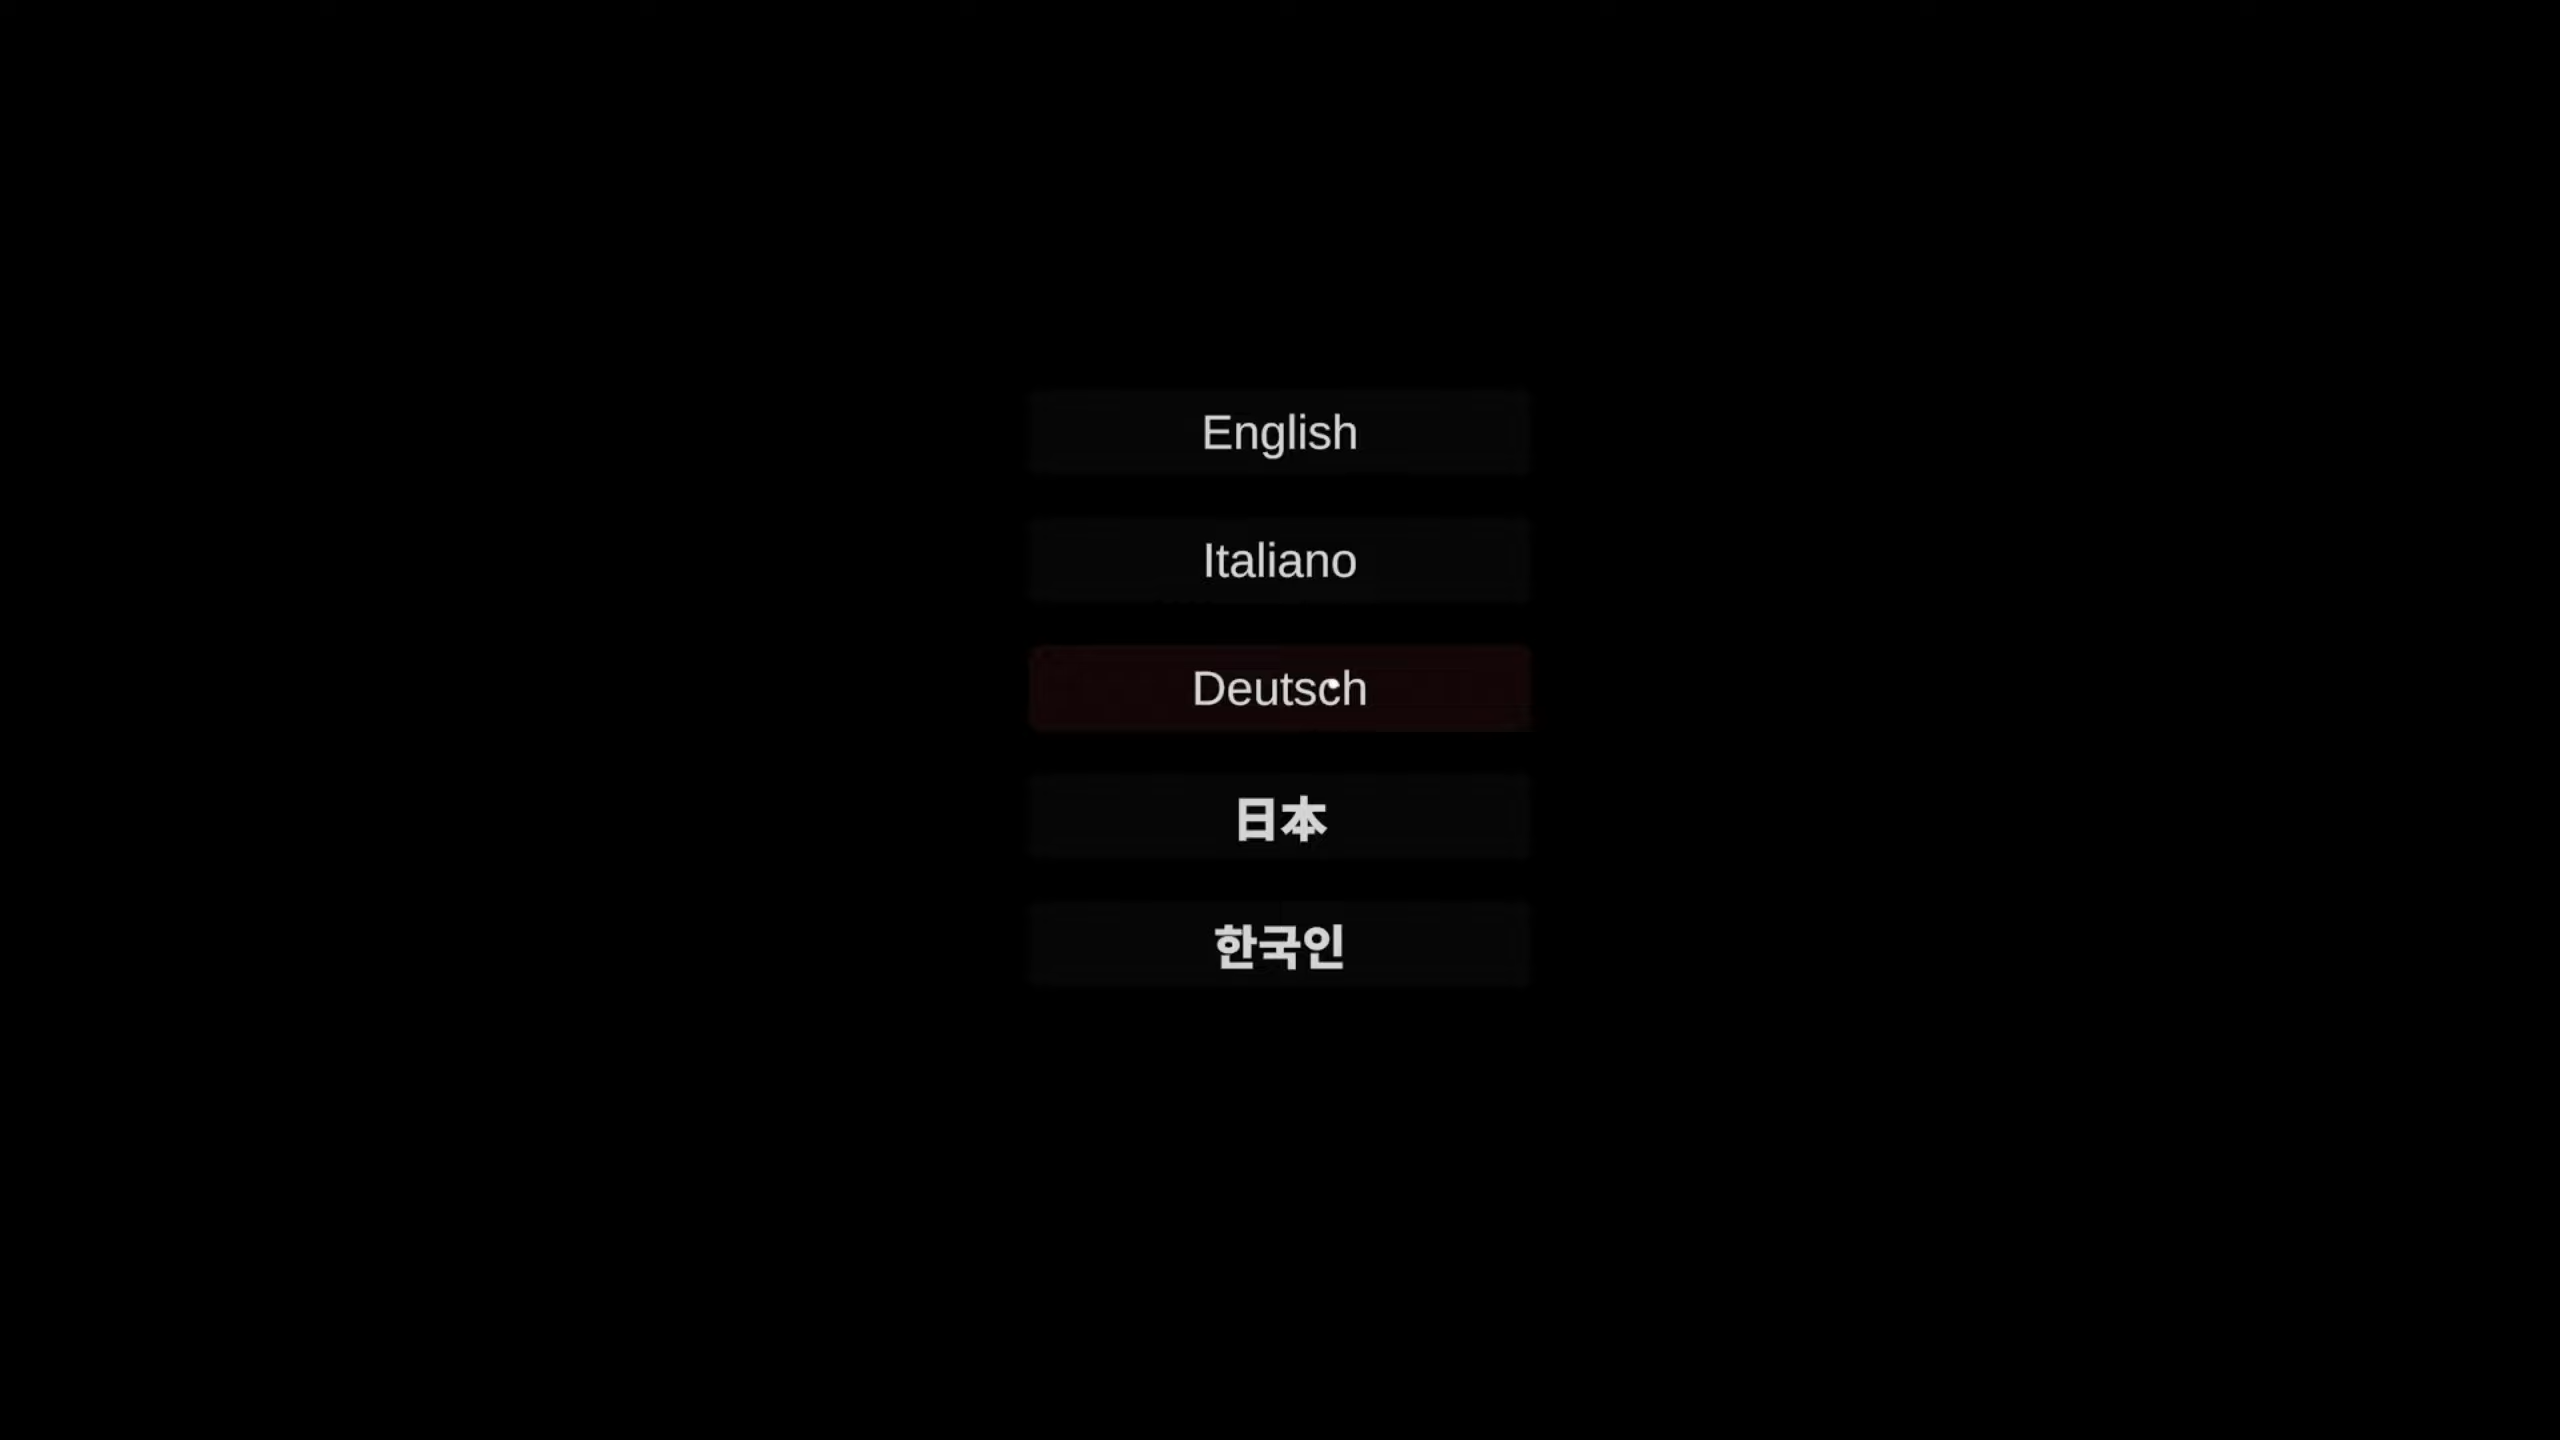 English
Italiano
Deutsch
日本
한국인